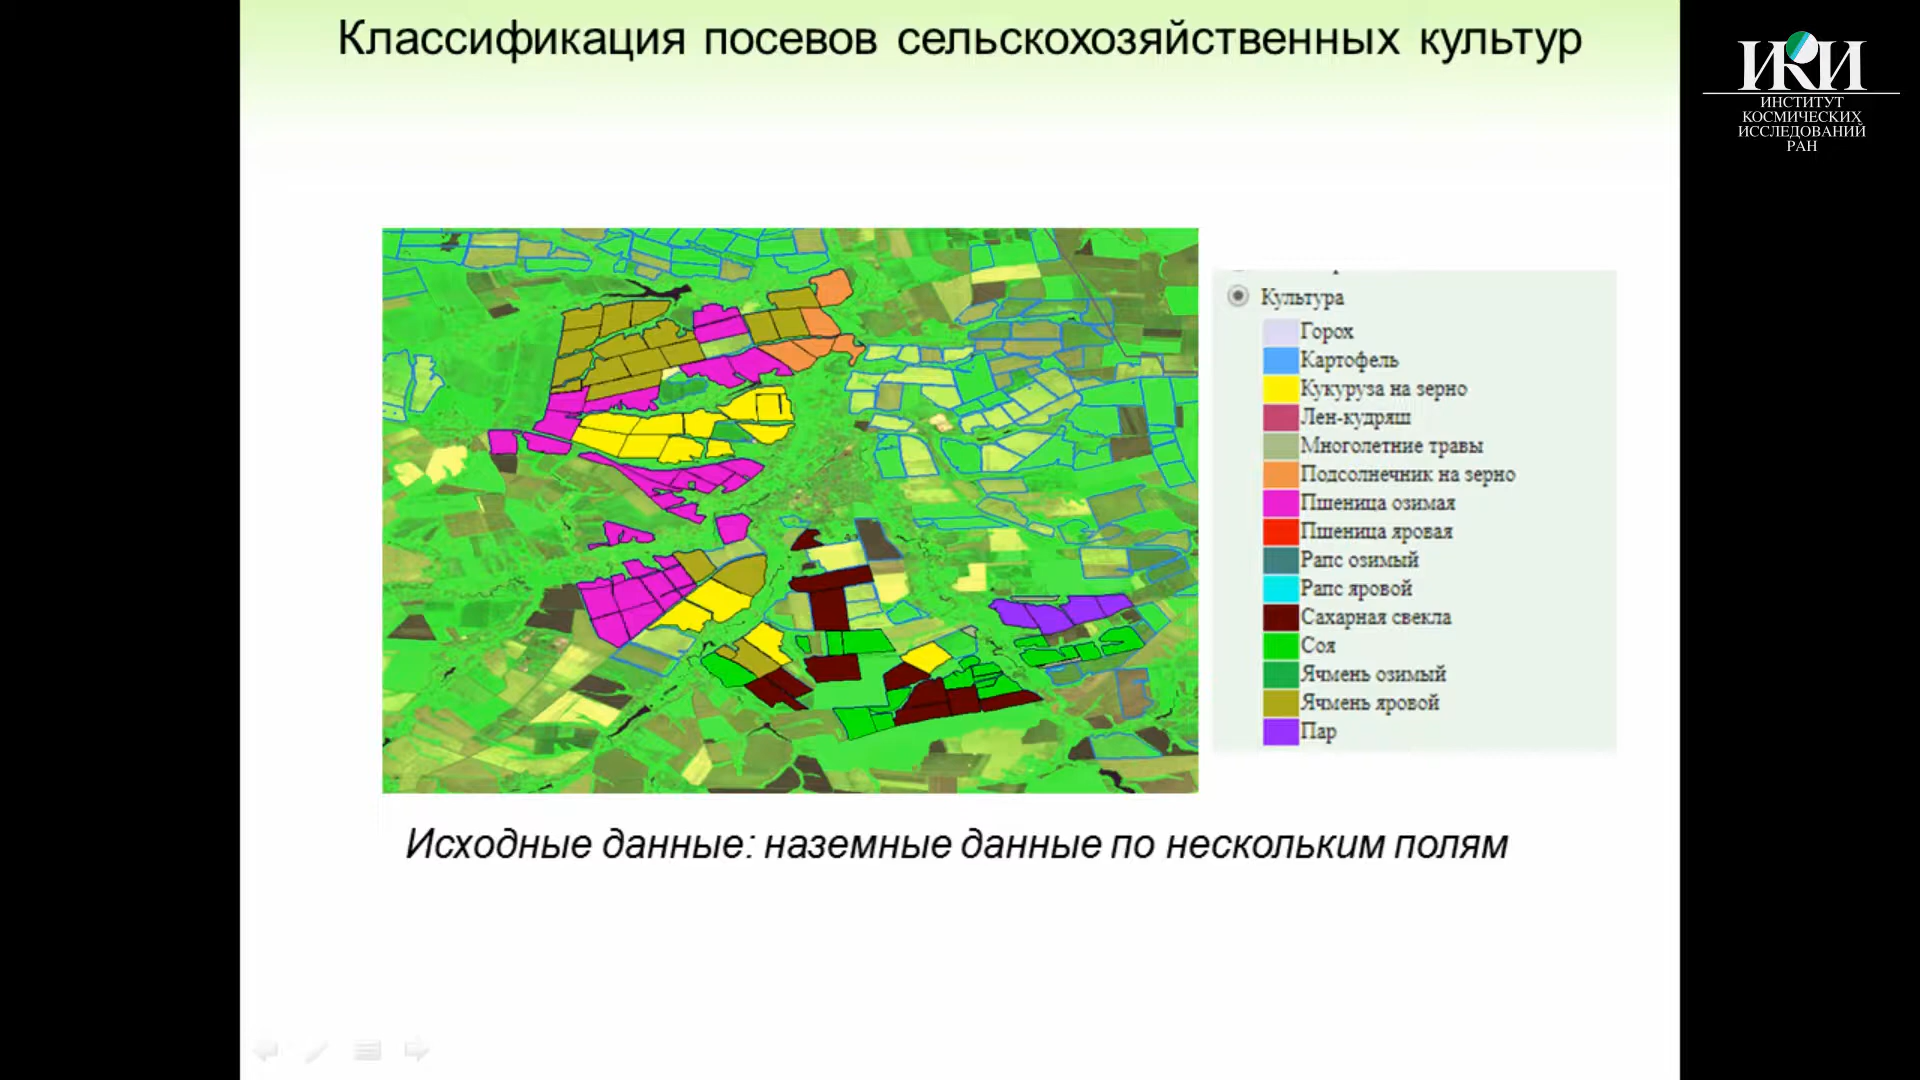 Классификация посевов сельскохозяйственных культур
ИКИ
ИНСТИТУТ
КОСМИЧЕСКИХ
ИССЛЕДОВАНИЙ
РАН
Культура
Горох
Картофель
Кукуруза на зерно
Лен-кудряш
Многолетние травы
Подсолнечник на зерно
Пшеница озимая
Пшеница яровая
Рапс озимый
Рапс яровой
Сахарная свекла
Соя
Ячмень озимый
Ячмень яровой
Пар
Исходные данные: наземные данные по нескольким полям